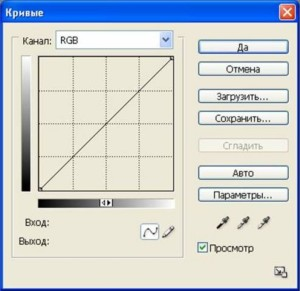 Кривые
Канал: RGB
Да
Отмена
Загрузить...
Сохранить...
Сгладить
Авто
Параметры...
Вход:
Выход:
Просмотр